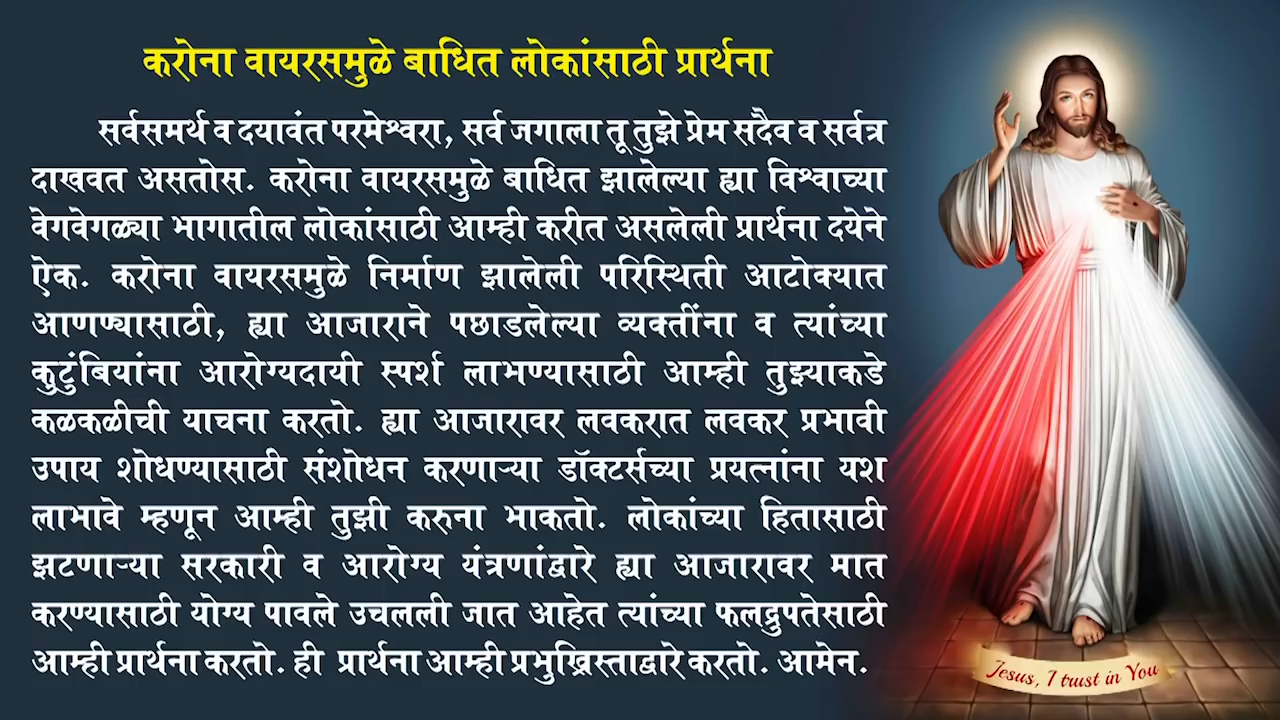 करोना वायरसमुळे बाधित लोकांसाठी प्रार्थना
सर्वसमर्थ व दयावंत परमेश्वरा, सर्व जगाला तू तुझे प्रेम सदैव व सर्वत्र
दाखवत असतोस. करोना वायरसमुळे बाधित झालेल्या ह्या विश्वाच्या
वेगवेगळ्या भागातील लोकांसाठी आम्ही करीत असलेली प्रार्थना दयेने
ऐक. करोना वायरसमुळे निर्माण झालेली परिस्थिती आटोक्यात
आणण्यासाठी, ह्या आजाराने पछाडलेल्या व्यक्तींना व त्यांच्या
कुटुंबियांना आरोग्यदायी स्पर्श लाभण्यासाठी आम्ही तुझ्याकडे
कळकळीची याचना करतो. ह्या आजारावर लवकरात लवकर प्रभावी
उपाय शोधण्यासाठी संशोधन करणाऱ्या डॉक्टर्सच्या प्रयत्नांना यश
लाभावे म्हणून आम्ही तुझी करुना भाकतो. लोकांच्या हितासाठी
झटणाऱ्या सरकारी व आरोग्य यंत्रणांद्वारे ह्या आजारावर मात
करण्यासाठी योग्य पावले उचलली जात आहेत त्यांच्या फलद्रुपतेसाठी
आम्ही प्रार्थना करतो. ही प्रार्थना आम्ही प्रभुख्रिस्ताद्वारे करतो. आमेन.
Jesus, I trust in You